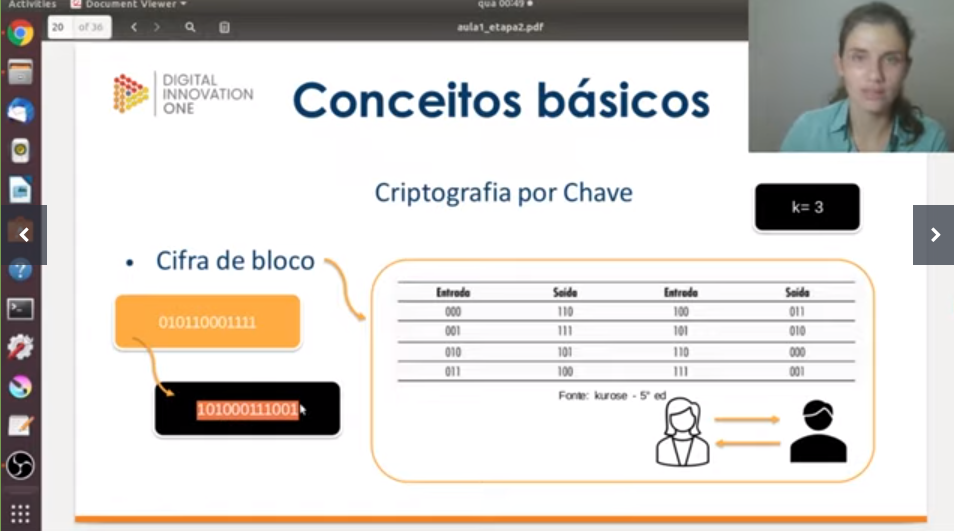 Activities Document Viewer qua 00:49
20 of 36 aula1_etapa2.pdf
DIGITAL
INNOVATION
ONE
Conceitos básicos
Criptografia por Chave
k= 3
• Cifra de bloco
010110001111
101000111001
Entrada Saída Entrada Saída
000 110 100 011
001 111 101 010
010 101 110 000
011 100 111 001
Fonte: kurose - 5° ed